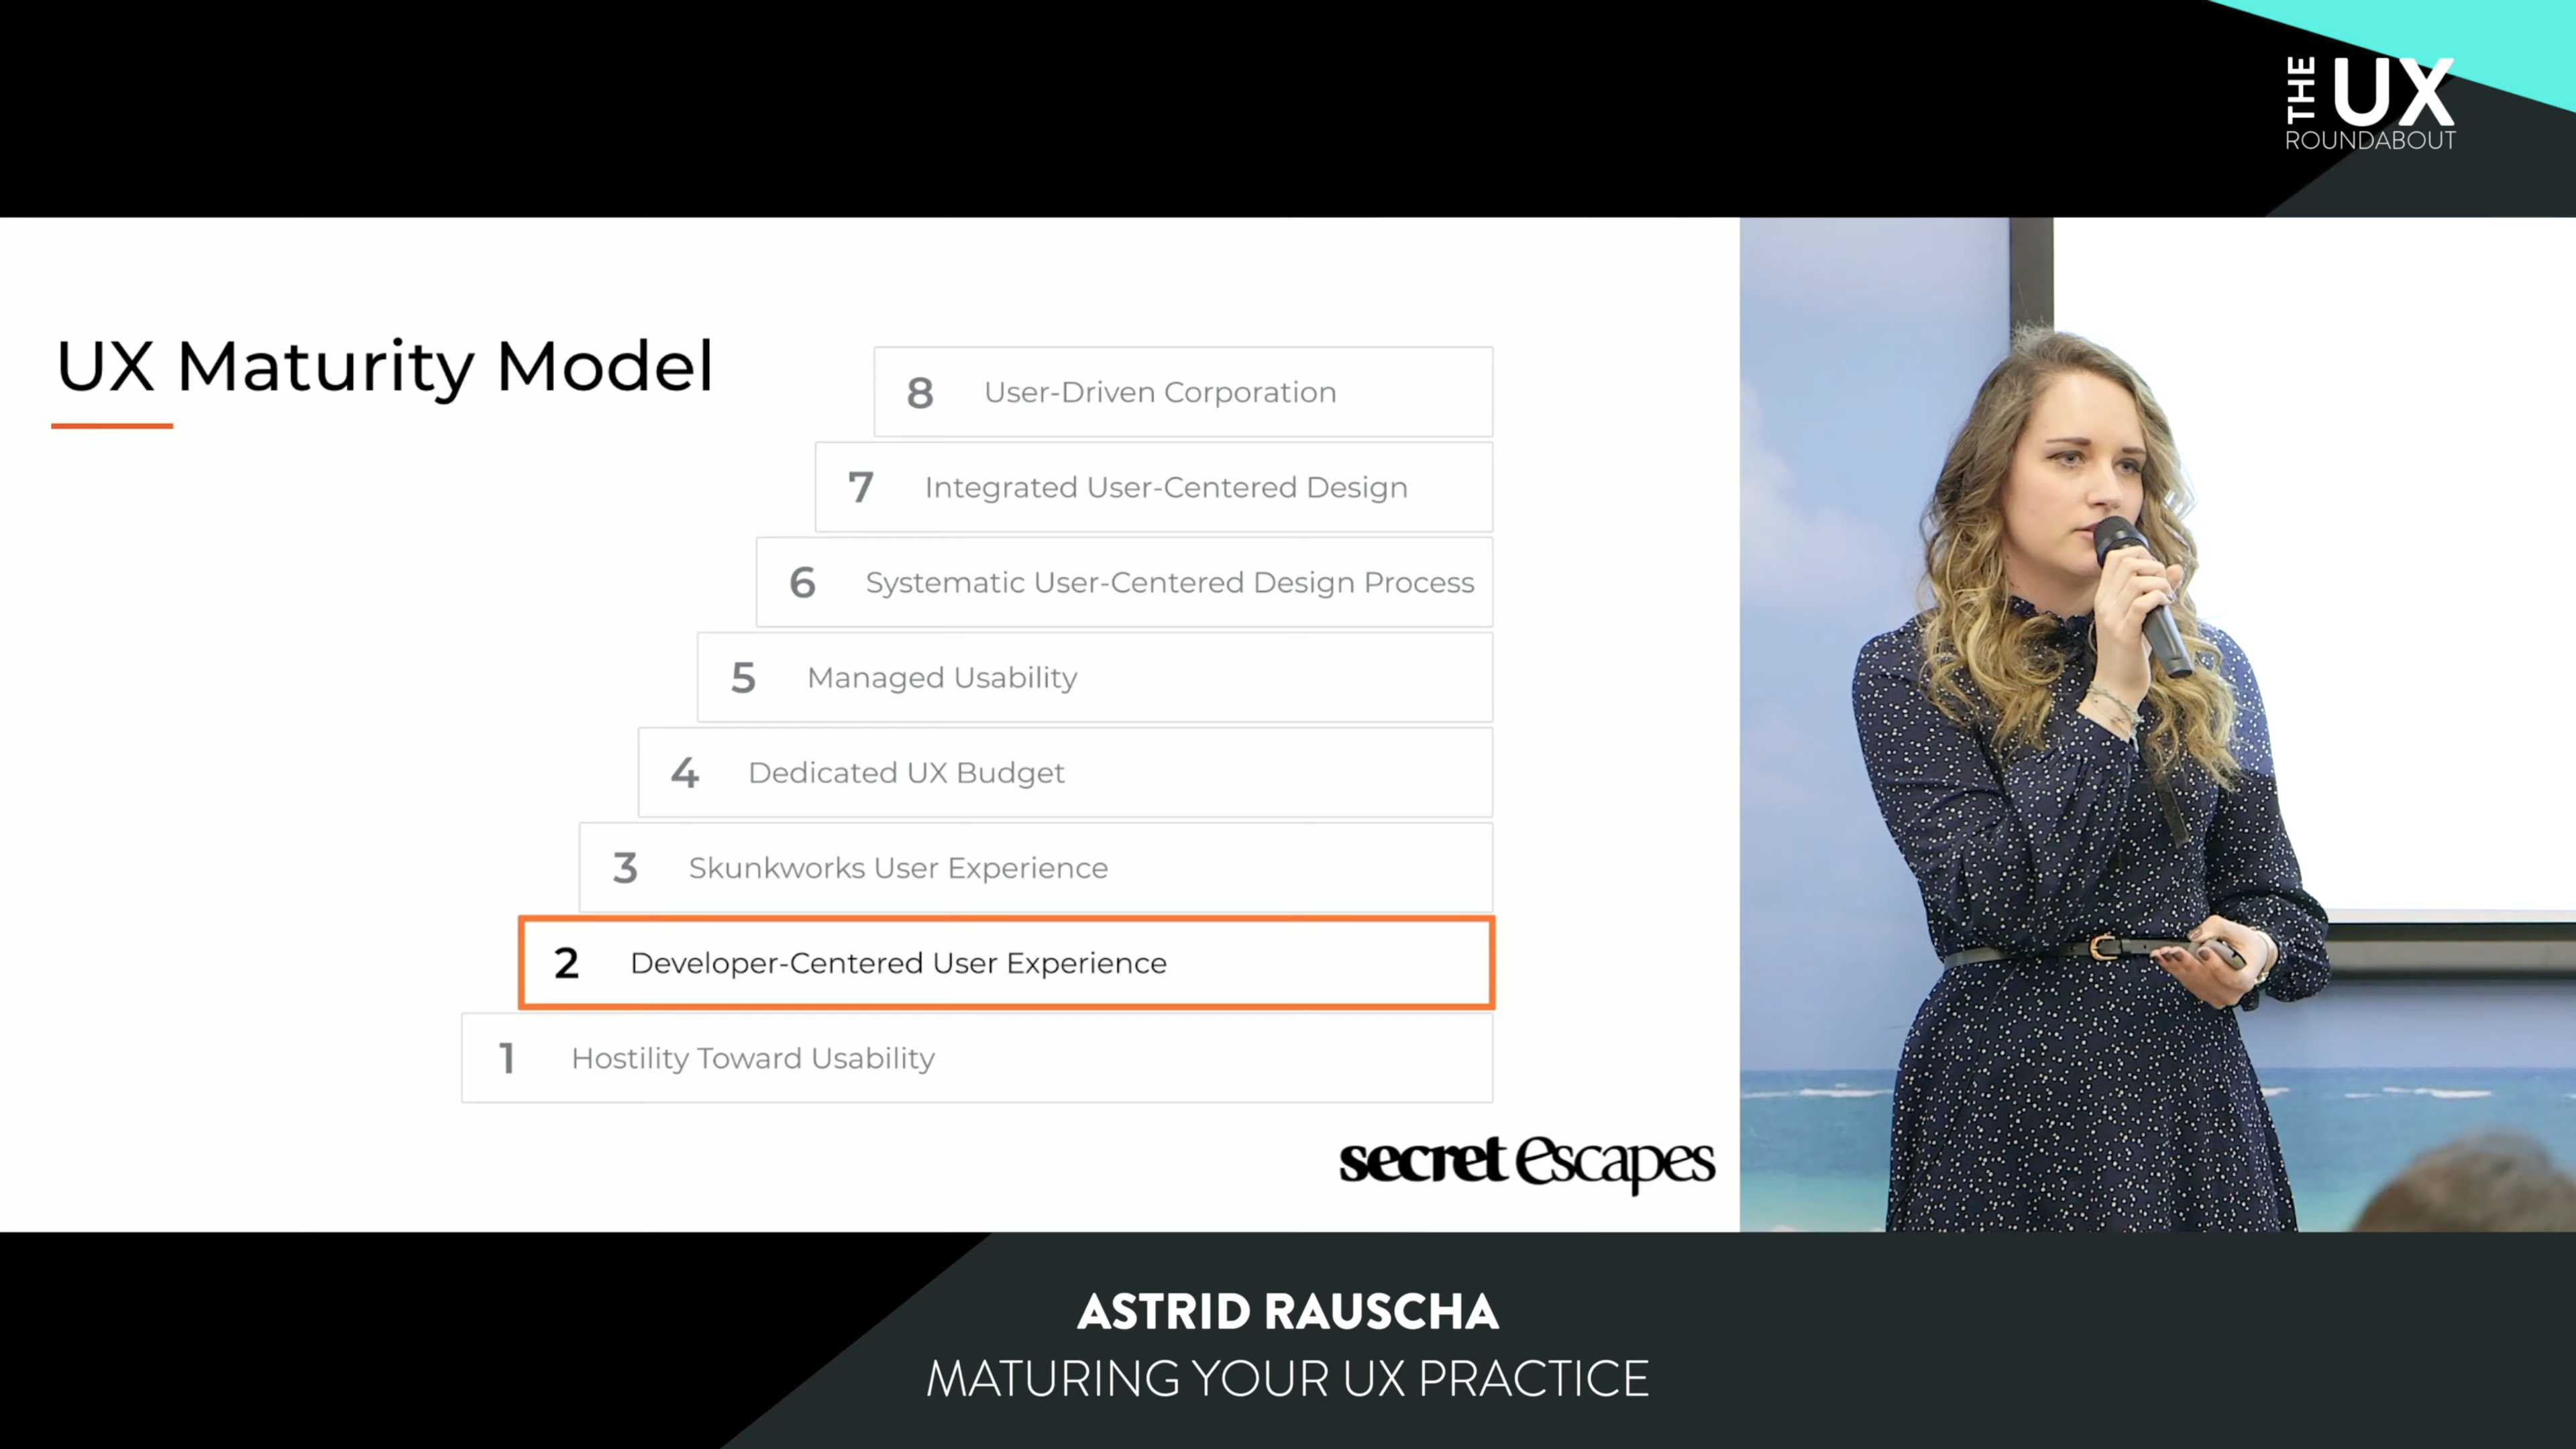 THE UX
ROUNDABOUT
UX Maturity Model
8 User-Driven Corporation
7 Integrated User-Centered Design
6 Systematic User-Centered Design Process
5 Managed Usability
4 Dedicated UX Budget
3 Skunkworks User Experience
2 Developer-Centered User Experience
1 Hostility Toward Usability
secret escapes
ASTRID RAUSCHA
MATURING YOUR UX PRACTICE